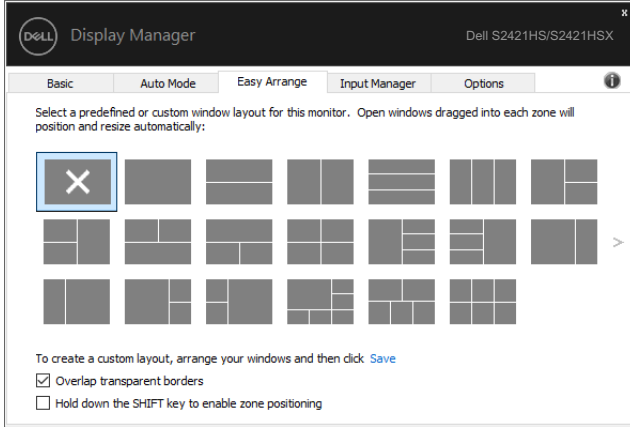 x
DELL Display Manager Dell S2421HS/S2421HSX
Basic Auto Mode Easy Arrange Input Manager Options i
Select a predefined or custom window layout for this monitor. Open windows dragged into each zone will
position and resize automatically:
>
To create a custom layout, arrange your windows and then click Save
Overlap transparent borders
Hold down the SHIFT key to enable zone positioning